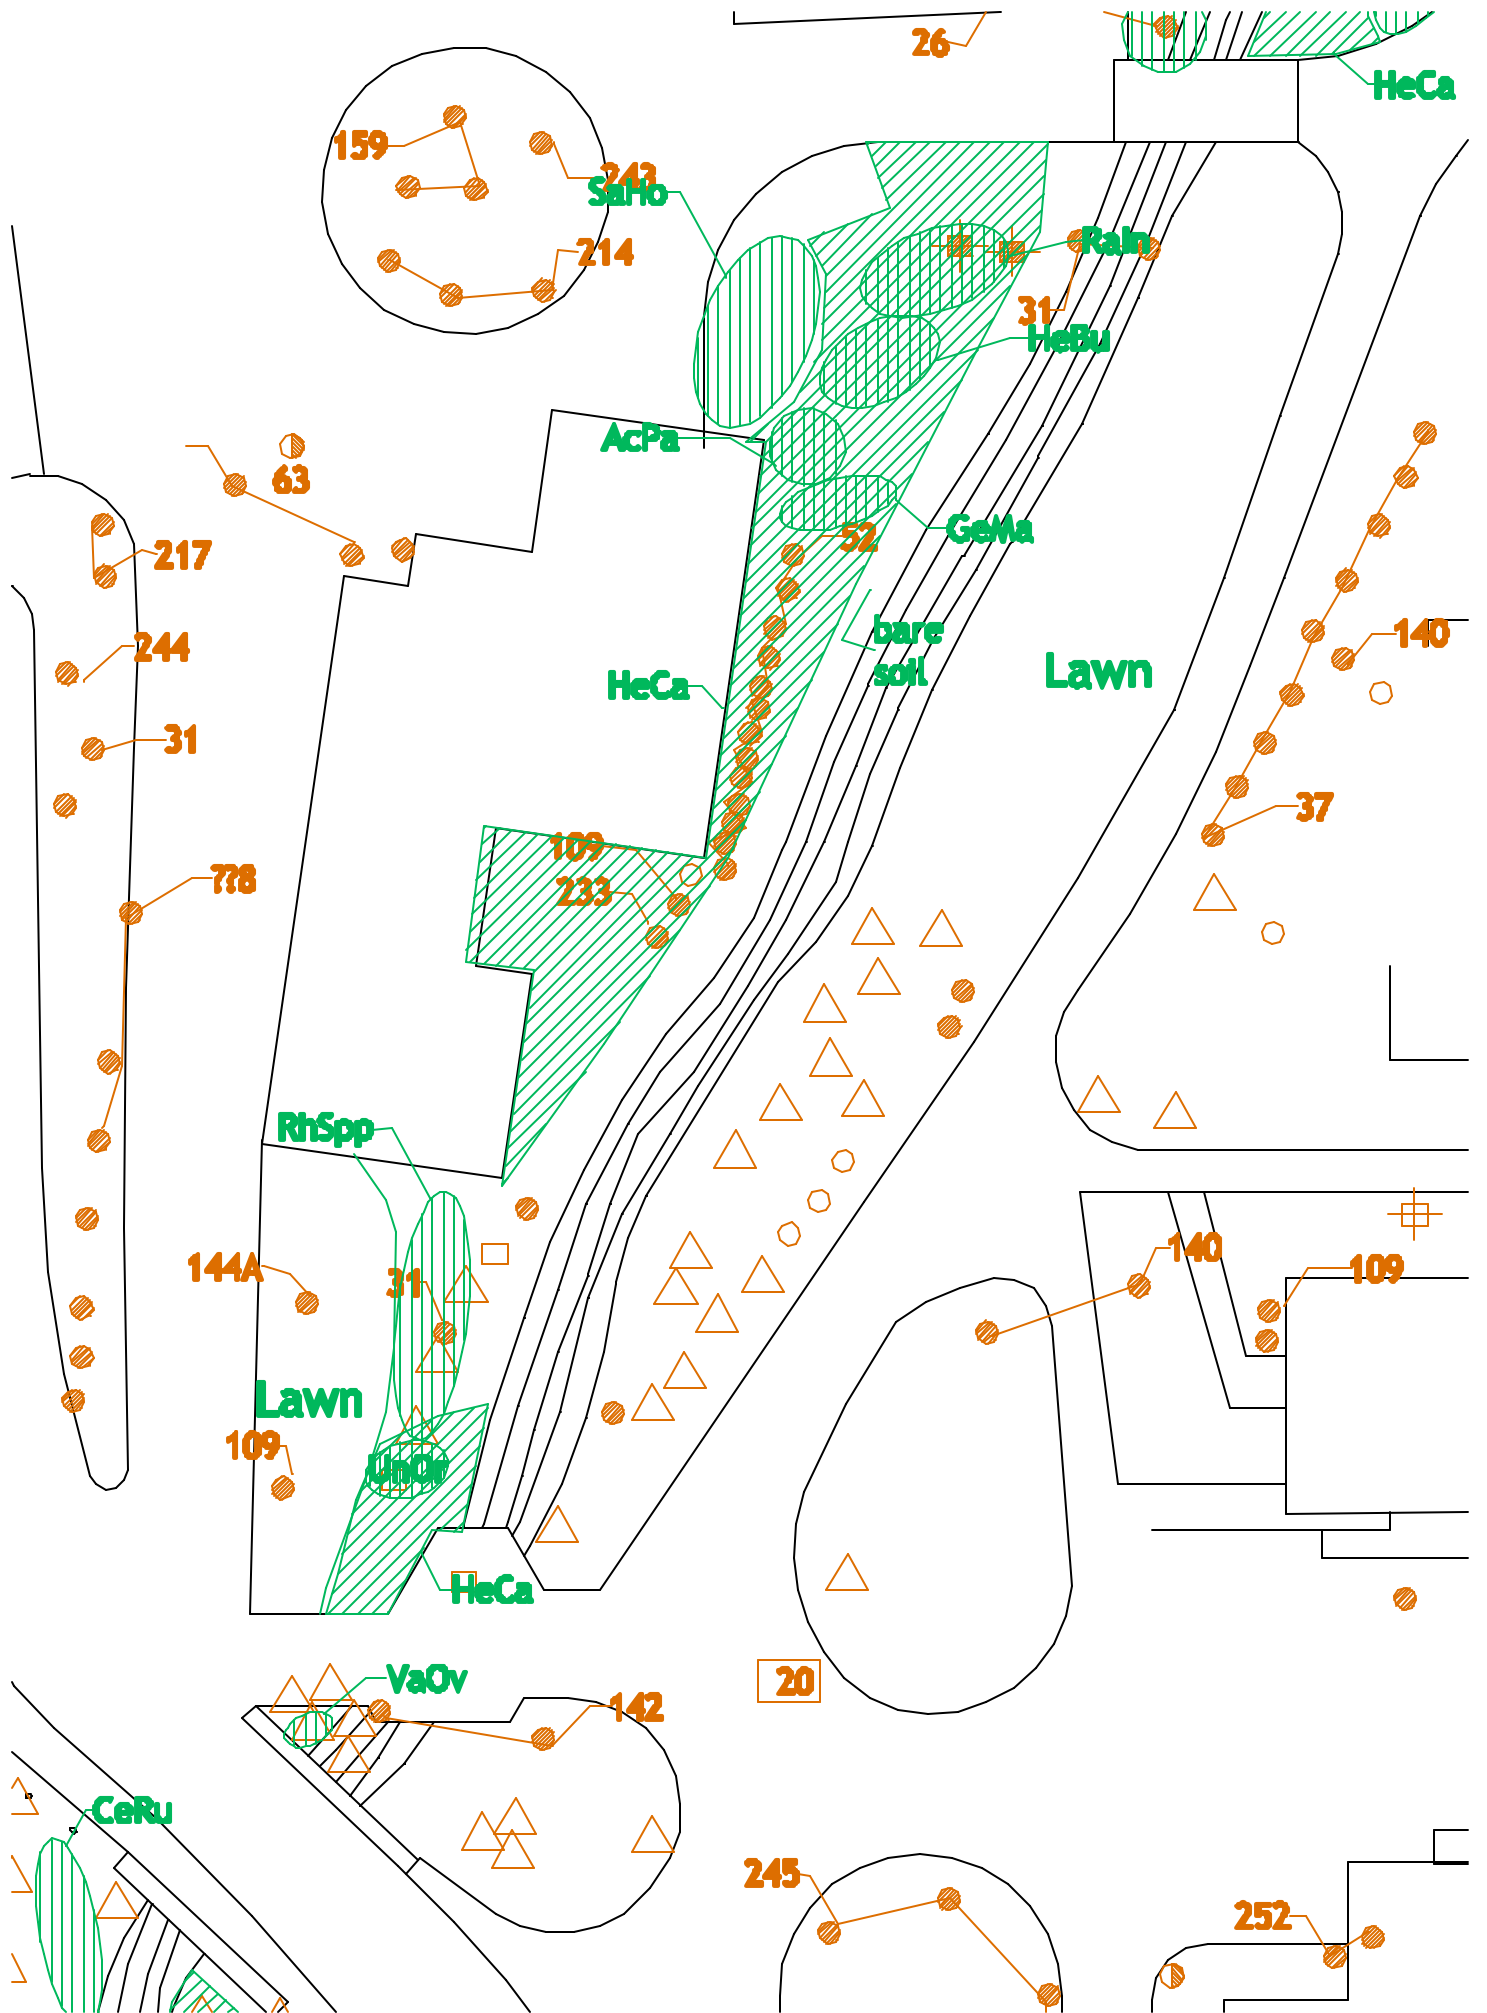 26
HeCa
159
243
SaHo
214
Rain
31
HeBu
AcPa
63
GeMa
52
217
bare
soil
140
244
Lawn
HeCa
31
37
109
??8
233
RhSpp
140
144A
31
109
Lawn
109
UnOr
HeCa
VaOv
20
142
CeRu
245
252